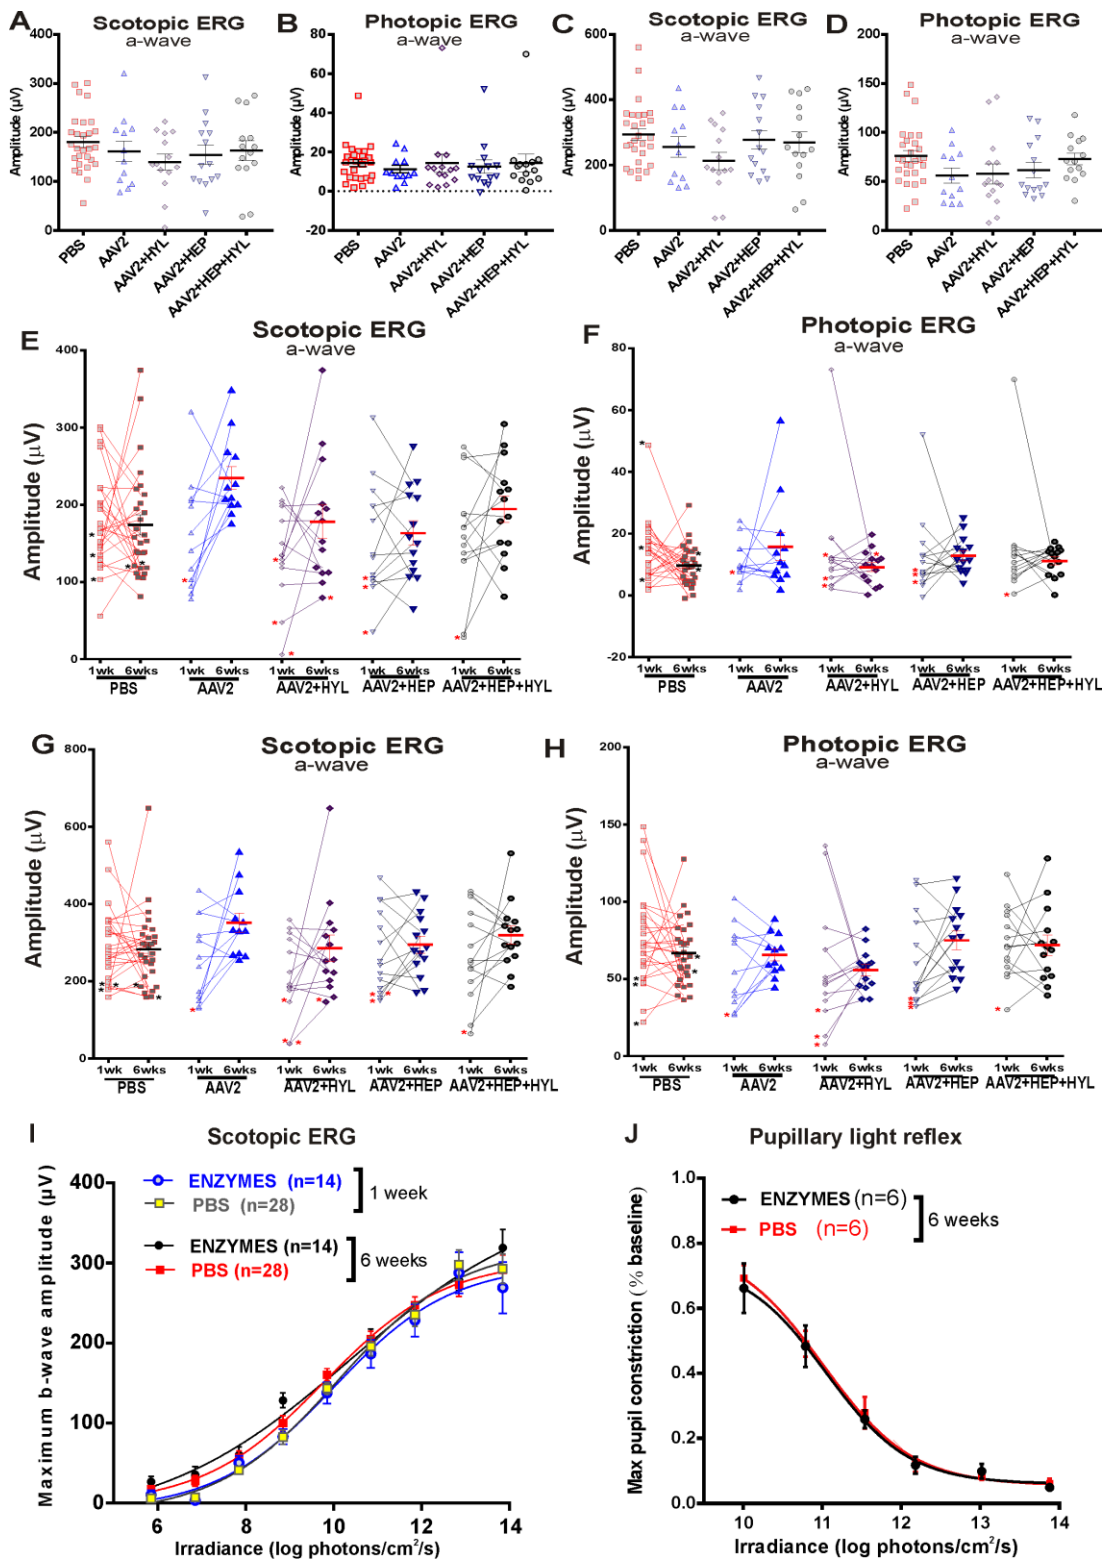 A Scotopic ERG
a-wave
Amplitude (µV)
400
300
200
100
0
PBS AAV2 AAV2+HYL AAV2+HEP AAV2+HEP+HYL
B Photopic ERG
a-wave
Amplitude (µV)
80
60
40
20
0
-20
PBS AAV2 AAV2+HYL AAV2+HEP AAV2+HEP+HYL
C Scotopic ERG
a-wave
Amplitude (µV)
600
400
200
0
PBS AAV2 AAV2+HYL AAV2+HEP AAV2+HEP+HYL
D Photopic ERG
a-wave
Amplitude (µV)
200
150
100
50
0
PBS AAV2 AAV2+HYL AAV2+HEP AAV2+HEP+HYL
E Scotopic ERG
a-wave
Amplitude (µV)
400
300
200
100
0
1wk 6wks 1wk 6wks 1wk 6wks 1wk 6wks 1wk 6wks
PBS AAV2 AAV2+HYL AAV2+HEP AAV2+HEP+HYL
F Photopic ERG
a-wave
Amplitude (µV)
80
60
40
20
0
-20
1wk 6wks 1wk 6wks 1wk 6wks 1wk 6wks 1wk 6wks
PBS AAV2 AAV2+HYL AAV2+HEP AAV2+HEP+HYL
G Scotopic ERG
a-wave
Amplitude (µV)
800
600
400
200
0
1wk 6wks 1wk 6wks 1wk 6wks 1wk 6wks 1wk 6wks
PBS AAV2 AAV2+HYL AAV2+HEP AAV2+HEP+HYL
H Photopic ERG
a-wave
Amplitude (µV)
200
150
100
50
0
1wk 6wks 1wk 6wks 1wk 6wks 1wk 6wks 1wk 6wks
PBS AAV2 AAV2+HYL AAV2+HEP AAV2+HEP+HYL
I Scotopic ERG
Maximum b-wave amplitude (µV)
400
300
200
100
0
ENZYMES (n=14)
PBS (n=28)
1 week
ENZYMES (n=14)
PBS (n=28)
6 weeks
6 8 10 12 14
Irradiance (log photons/cm²/s)
J Pupillary light reflex
Max pupil constriction (% baseline)
1.0
0.8
0.6
0.4
0.2
0.0
ENZYMES (n=6)
PBS (n=6)
6 weeks
10 11 12 13 14
Irradiance (log photons/cm²/s)